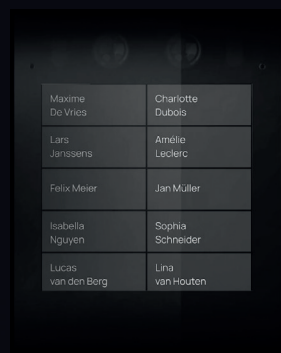 Maxime
De Vries
Charlotte
Dubois
Lars
Janssens
Amélie
Leclerc
Felix Meier
Jan Müller
Isabella
Nguyen
Sophia
Schneider
Lucas
van den Berg
Lina
van Houten